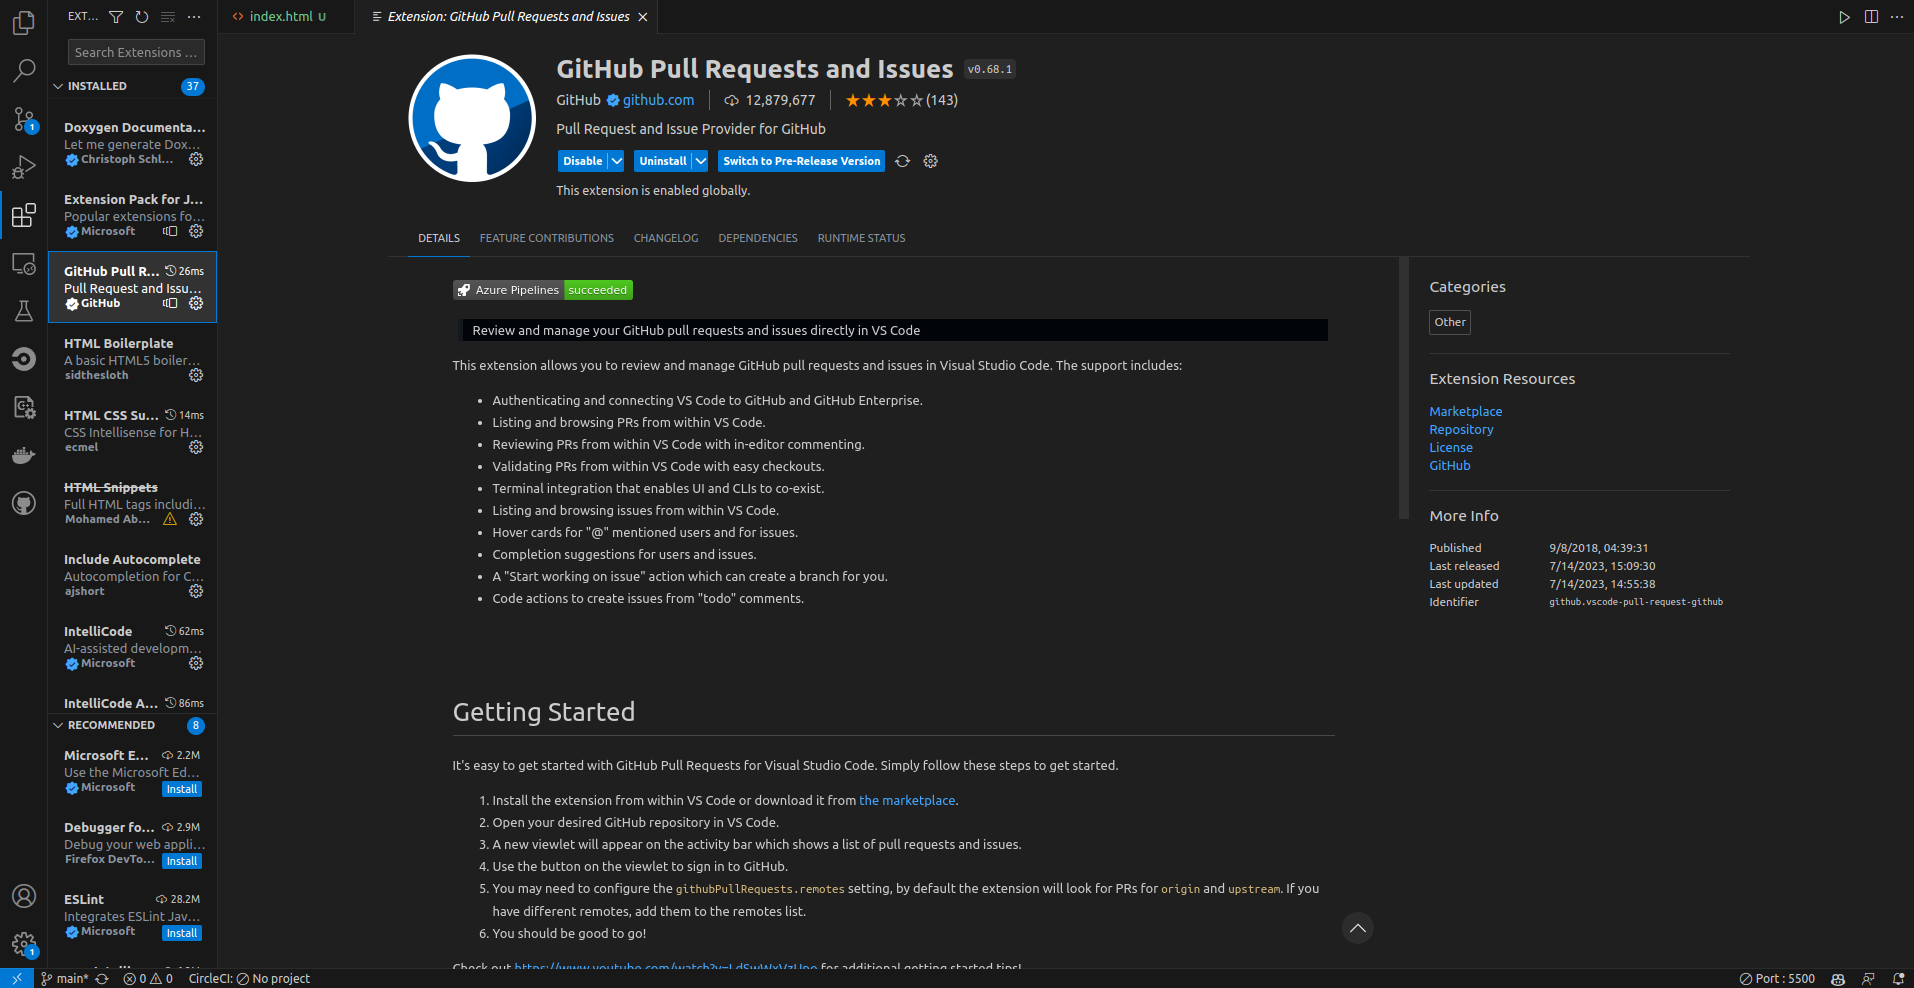 EXT...
index.html U
Extension: GitHub Pull Requests and Issues
Search Extensions ...
INSTALLED 37
Doxygen Documenta...
Let me generate Dox...
Christoph Schl...
Extension Pack for J...
Popular extensions fo...
Microsoft
GitHub Pull R... 26ms
Pull Request and Issu...
GitHub
HTML Boilerplate
A basic HTML5 boiler...
sidthesloth
HTML CSS Su... 14ms
CSS Intellisense for H...
ecmel
HTML Snippets
Full HTML tags includi...
Mohamed Ab...
Include Autocomplete
Autocompletion for C...
ajshort
IntelliCode 62ms
AI-assisted developm...
Microsoft
IntelliCode A... 86ms
RECOMMENDED 8
Microsoft E... 2.2M
Use the Microsoft Ed...
Microsoft Install
Debugger fo... 2.9M
Debug your web appli...
Firefox DevTo... Install
ESLint 28.2M
Integrates ESLint Jav...
Microsoft Install
1
1
GitHub Pull Requests and Issues v0.68.1
GitHub github.com 12,879,677 (143)
Pull Request and Issue Provider for GitHub
Disable Uninstall Switch to Pre-Release Version
This extension is enabled globally.
DETAILS FEATURE CONTRIBUTIONS CHANGELOG DEPENDENCIES RUNTIME STATUS
Azure Pipelines succeeded
Review and manage your GitHub pull requests and issues directly in VS Code
This extension allows you to review and manage GitHub pull requests and issues in Visual Studio Code. The support includes:
• Authenticating and connecting VS Code to GitHub and GitHub Enterprise.
• Listing and browsing PRs from within VS Code.
• Reviewing PRs from within VS Code with in-editor commenting.
• Validating PRs from within VS Code with easy checkouts.
• Terminal integration that enables UI and CLIs to co-exist.
• Listing and browsing issues from within VS Code.
• Hover cards for "@" mentioned users and for issues.
• Completion suggestions for users and issues.
• A "Start working on issue" action which can create a branch for you.
• Code actions to create issues from "todo" comments.
Getting Started
It's easy to get started with GitHub Pull Requests for Visual Studio Code. Simply follow these steps to get started.
1. Install the extension from within VS Code or download it from the marketplace.
2. Open your desired GitHub repository in VS Code.
3. A new viewlet will appear on the activity bar which shows a list of pull requests and issues.
4. Use the button on the viewlet to sign in to GitHub.
5. You may need to configure the githubPullRequests.remotes setting, by default the extension will look for PRs for origin and upstream. If you
have different remotes, add them to the remotes list.
6. You should be good to go!
Check out for additional getting started tips!
Categories
Other
Extension Resources
Marketplace
Repository
License
GitHub
More Info
Published 9/8/2018, 04:39:31
Last released 7/14/2023, 15:09:30
Last updated 7/14/2023, 14:55:38
Identifier github.vscode-pull-request-github
main* 0 0 CircleCI: No project Port : 5500